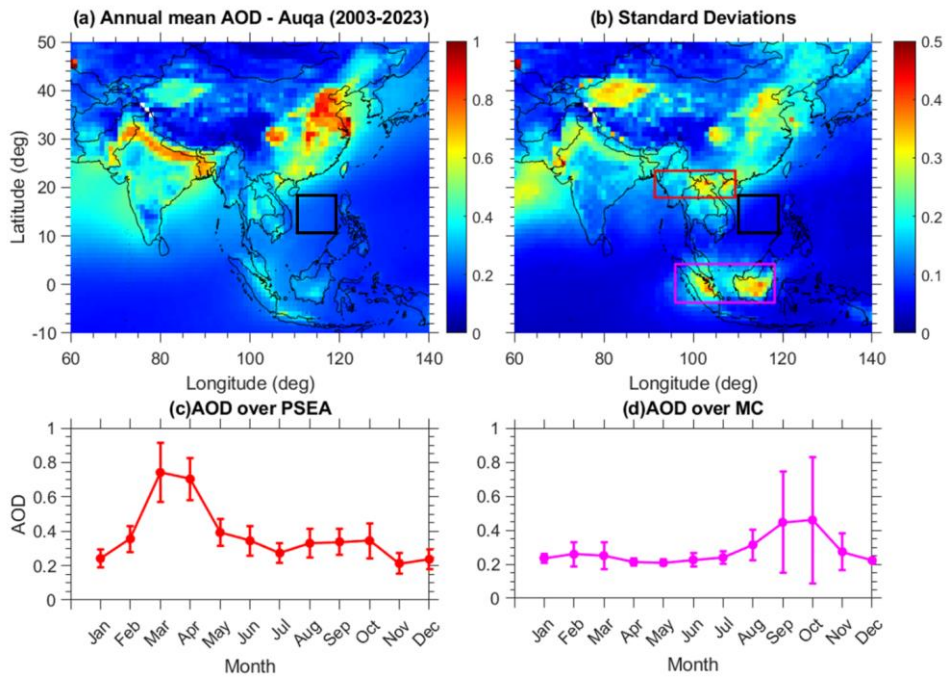 (a) Annual mean AOD - Auqa (2003-2023)
(b) Standard Deviations
50
40
30
20
10
0
-10
Latitude (deg)
60 80 100 120 140
Longitude (deg)
1
0.8
0.6
0.4
0.2
0
50
40
30
20
10
0
-10
60 80 100 120 140
Longitude (deg)
0.5
0.4
0.3
0.2
0.1
0
(c)AOD over PSEA
1
0.8
0.6
0.4
0.2
0
AOD
Jan Feb Mar Apr May Jun Jul Aug Sep Oct Nov Dec
Month
(d)AOD over MC
1
0.8
0.6
0.4
0.2
0
Jan Feb Mar Apr May Jun Jul Aug Sep Oct Nov Dec
Month